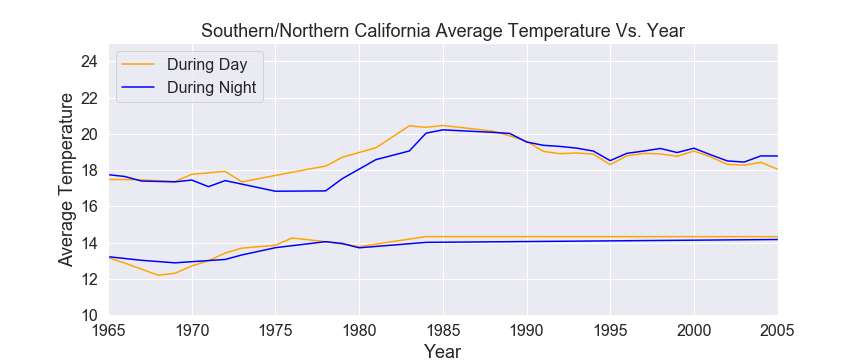 Southern/Northern California Average Temperature Vs. Year
During Day
During Night
Average Temperature
24
22
20
18
16
14
12
10
1965 1970 1975 1980 1985 1990 1995 2000 2005
Year